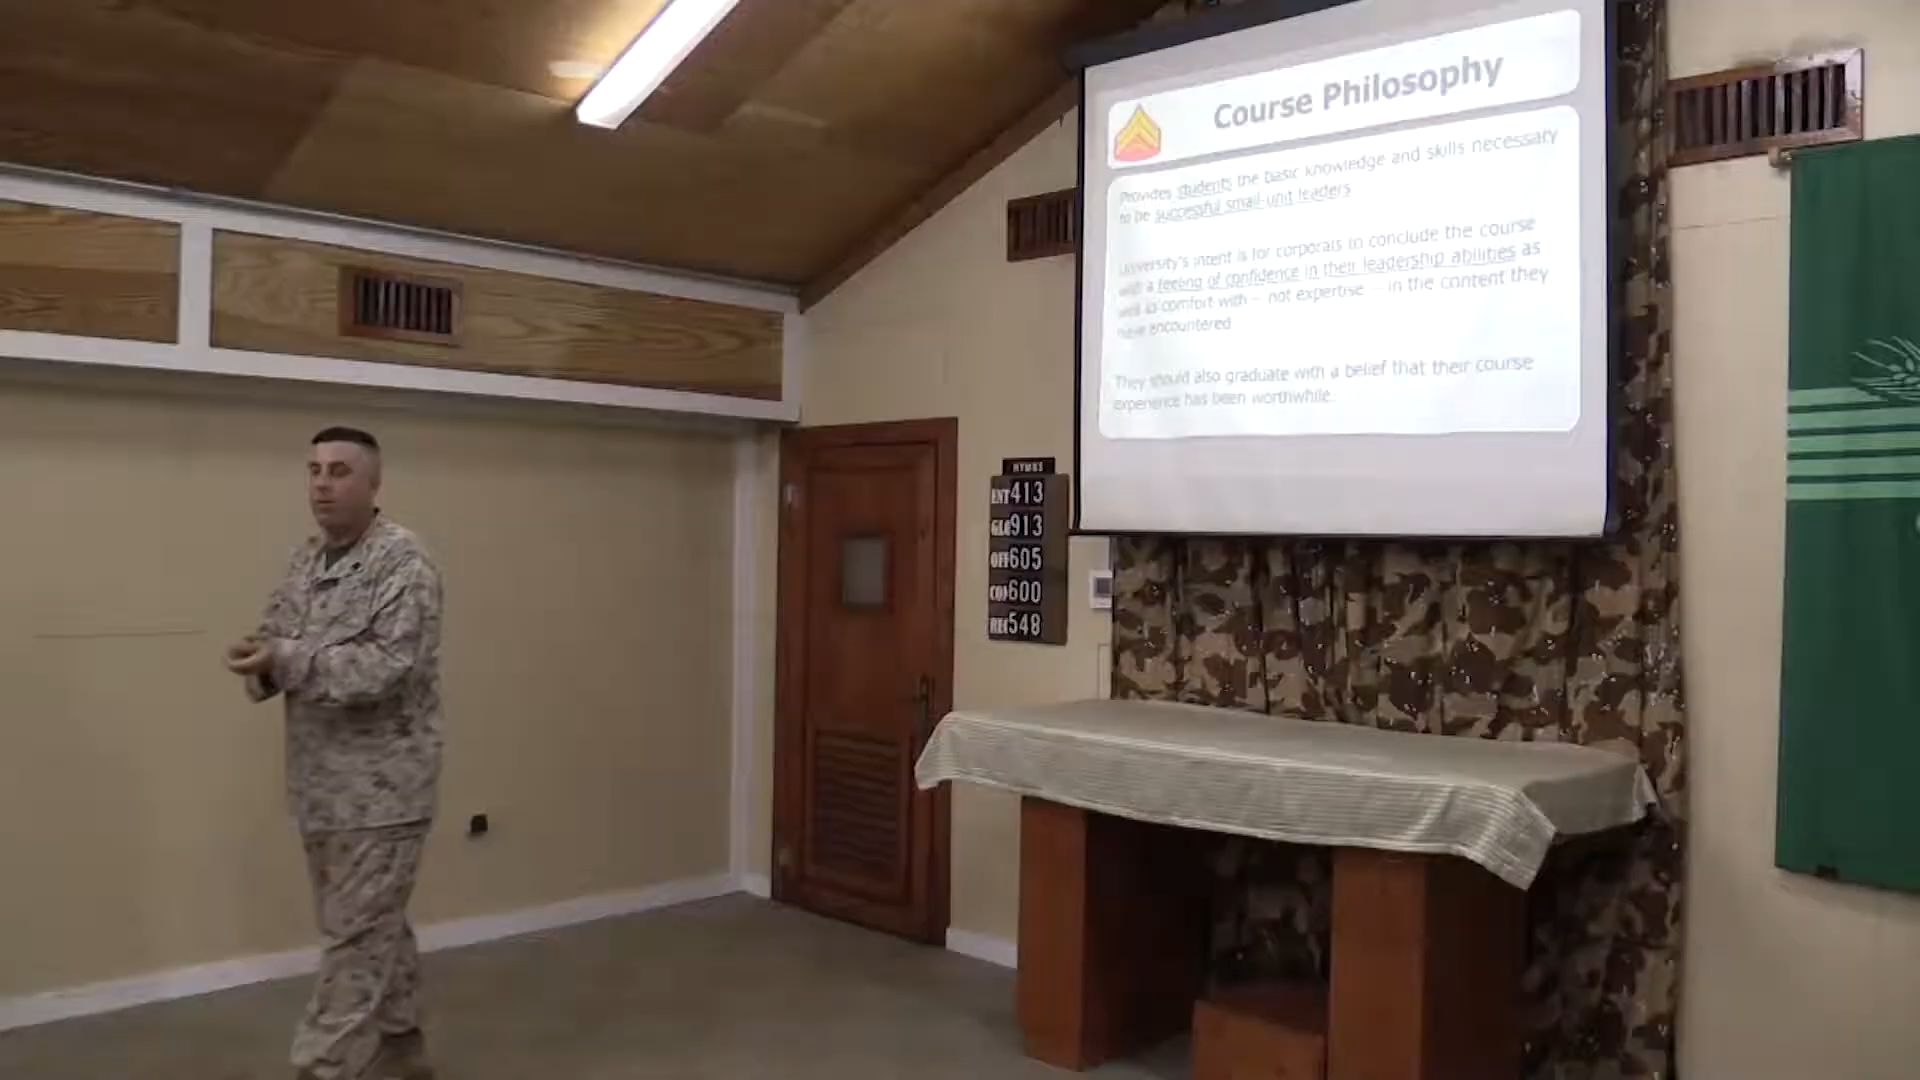 Course Philosophy
Provides students the basic knowledge and skills necessary
to be successful small-unit leaders
University's intent is for corporals to conclude the course
with a feeling of confidence in their leadership abilities as
well as comfort with – not expertise – in the content they
have encountered
They should also graduate with a belief that their course
experience has been worthwhile.
HYMNS
ENT 413
GLO 913
OFF 605
COM 600
REC 548